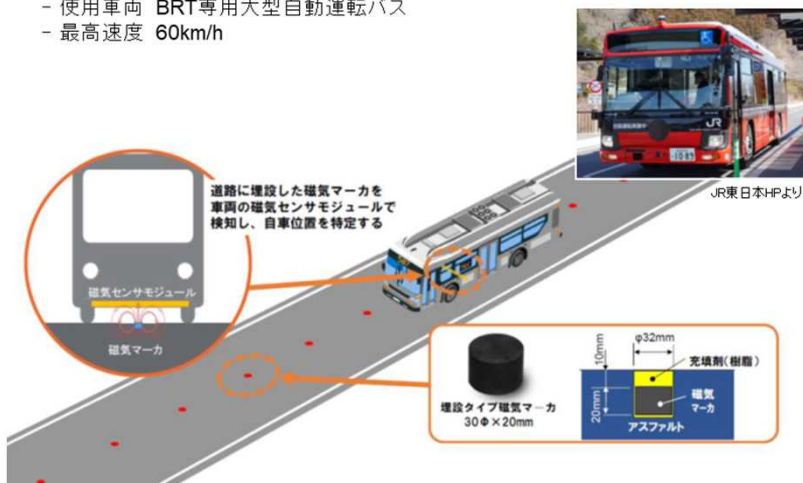 - 使用車両 BRT専用大型自動運転バス
- 最高速度 60km/h
JR
JR東日本HPより
道路に埋設した磁気マーカを
車両の磁気センサモジュールで
検知し、自車位置を特定する
磁気センサモジュール
磁気マーカ
埋設タイプ磁気マーカ
30Φ×20mm
φ32mm
10mm
20mm
充填剤(樹脂)
磁気
マーカ
アスファルト